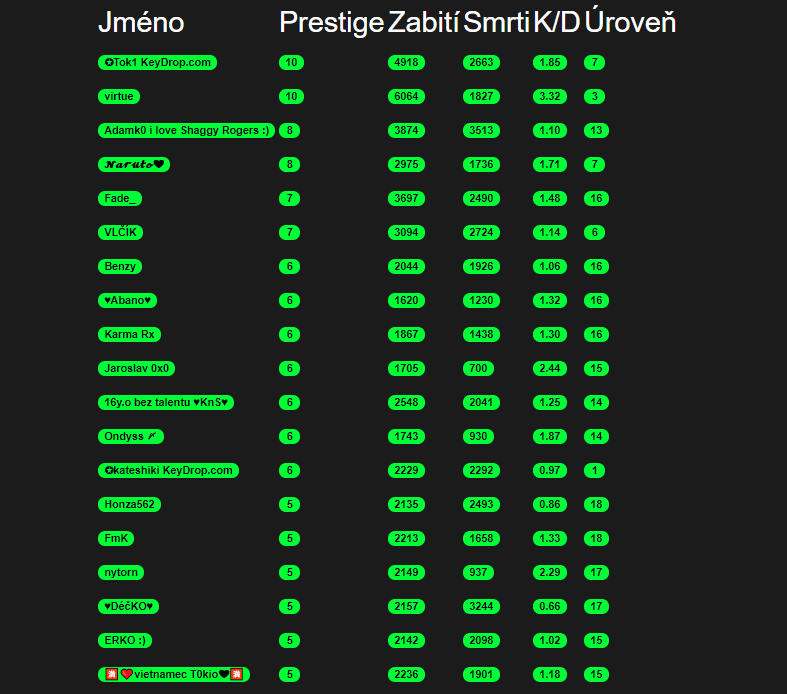 Jméno Prestige Zabití Smrti K/D Úroveň
✪Tok1 KeyDrop.com 10 4918 2663 1.85 7
virtue 10 6064 1827 3.32 3
Adamk0 i love Shaggy Rogers :) 8 3874 3513 1.10 13
𝓝𝓪𝓻𝓾𝓽𝓸🖤 8 2975 1736 1.71 7
Fade_ 7 3697 2490 1.48 16
VLČÍK 7 3094 2724 1.14 6
Benzy 6 2044 1926 1.06 16
♥Abano♥ 6 1620 1230 1.32 16
Karma Rx 6 1867 1438 1.30 16
Jaroslav 0x0 6 1705 700 2.44 15
16y.o bez talentu ♥KnS♥ 6 2548 2041 1.25 14
Ondyss 6 1743 930 1.87 14
✪kateshiki KeyDrop.com 6 2229 2292 0.97 1
Honza562 5 2135 2493 0.86 18
FmK 5 2213 1658 1.33 18
nytorn 5 2149 937 2.29 17
♥DéčKO♥ 5 2157 3244 0.66 17
ERKO :) 5 2142 2098 1.02 15
🈵❤vietnamec T0kio🖤🈵 5 2236 1901 1.18 15